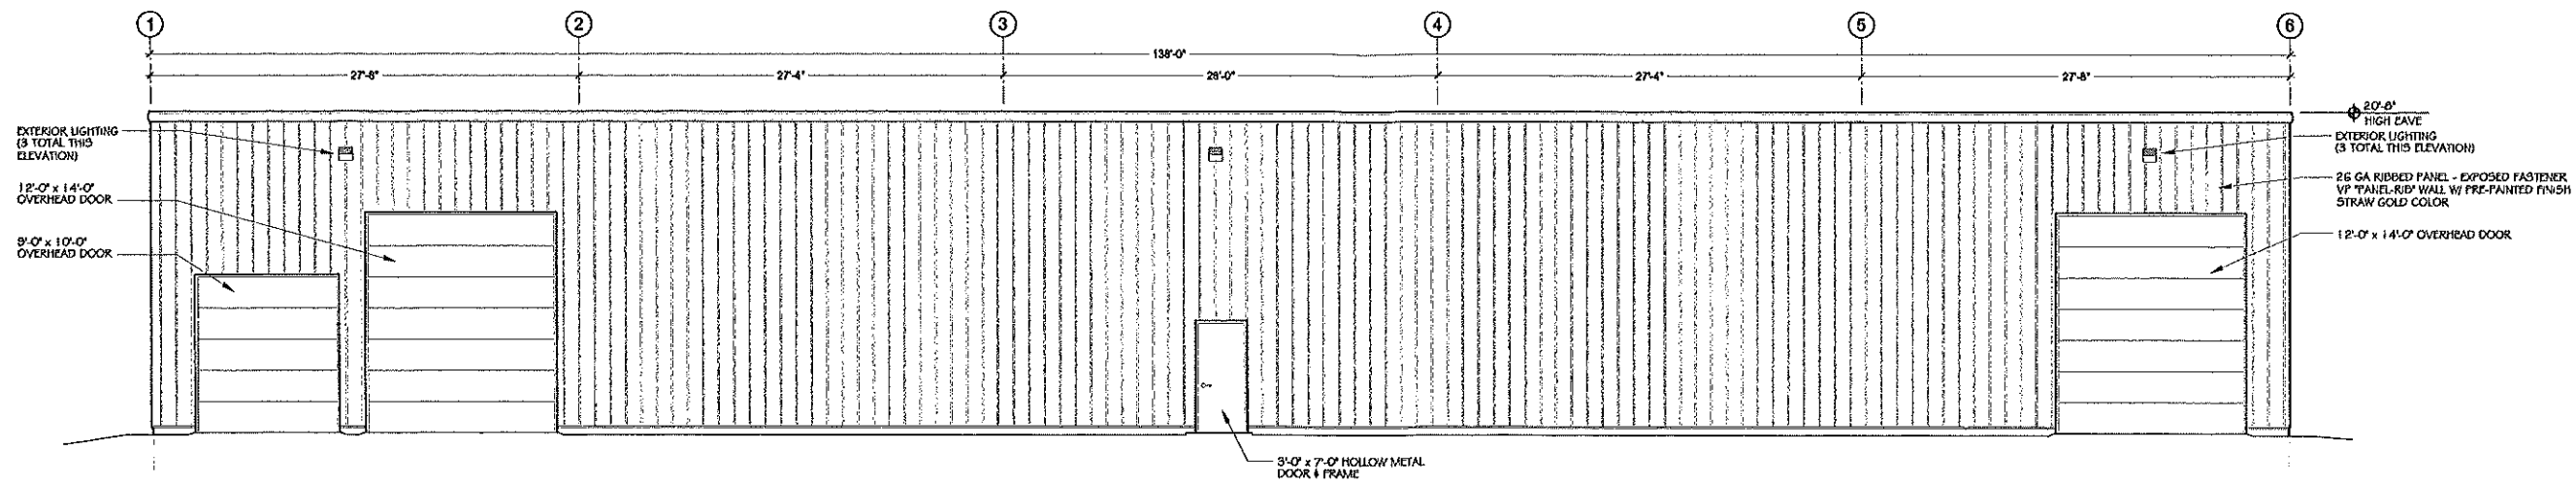 1 2 3 4 5 6
138'-0"
27'-8" 27'-4" 28'-0" 27'-4" 27'-8"
20'-8"
HIGH EAVE
EXTERIOR LIGHTING
(3 TOTAL THIS
ELEVATION)
12'-0" x 14'-0"
OVERHEAD DOOR
9'-0" x 10'-0"
OVERHEAD DOOR
EXTERIOR LIGHTING
(3 TOTAL THIS ELEVATION)
26 GA RIBBED PANEL - EXPOSED FASTENER
VP "PANEL-RIB" WALL W/ PRE-PAINTED FINISH
STRAW GOLD COLOR
12'-0" x 14'-0" OVERHEAD DOOR
3'-0" x 7'-0" HOLLOW METAL
DOOR & FRAME